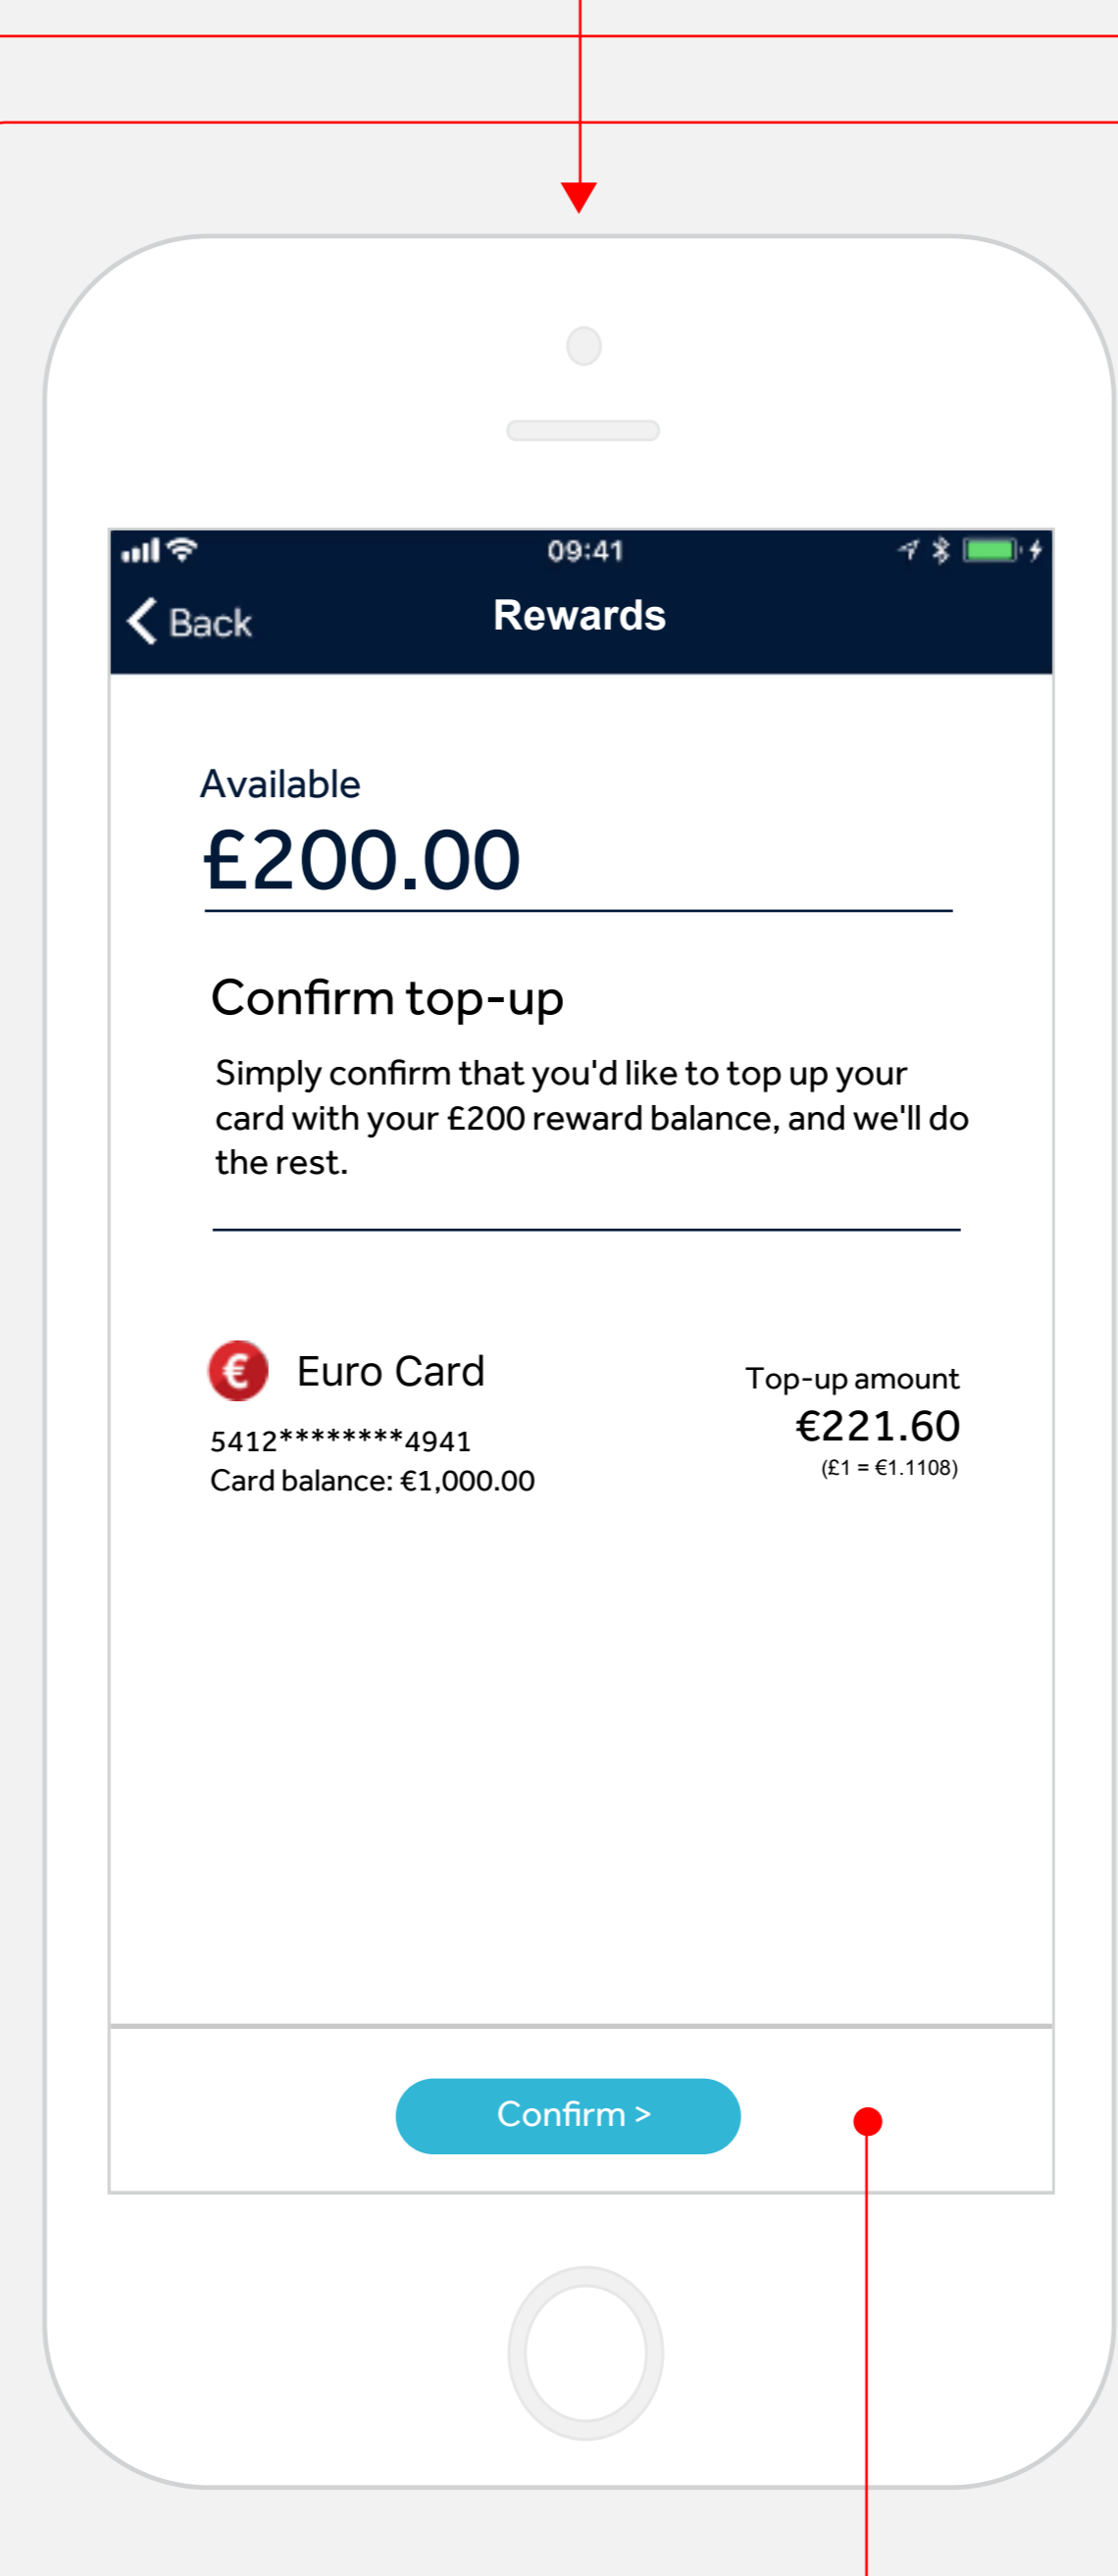 09:41
Back
Rewards
Available
£200.00
Confirm top-up
Simply confirm that you'd like to top up your
card with your £200 reward balance, and we'll do
the rest.
€ Euro Card
5412********4941
Card balance: €1,000.00
Top-up amount
€221.60
(£1 = €1.1108)
Confirm >